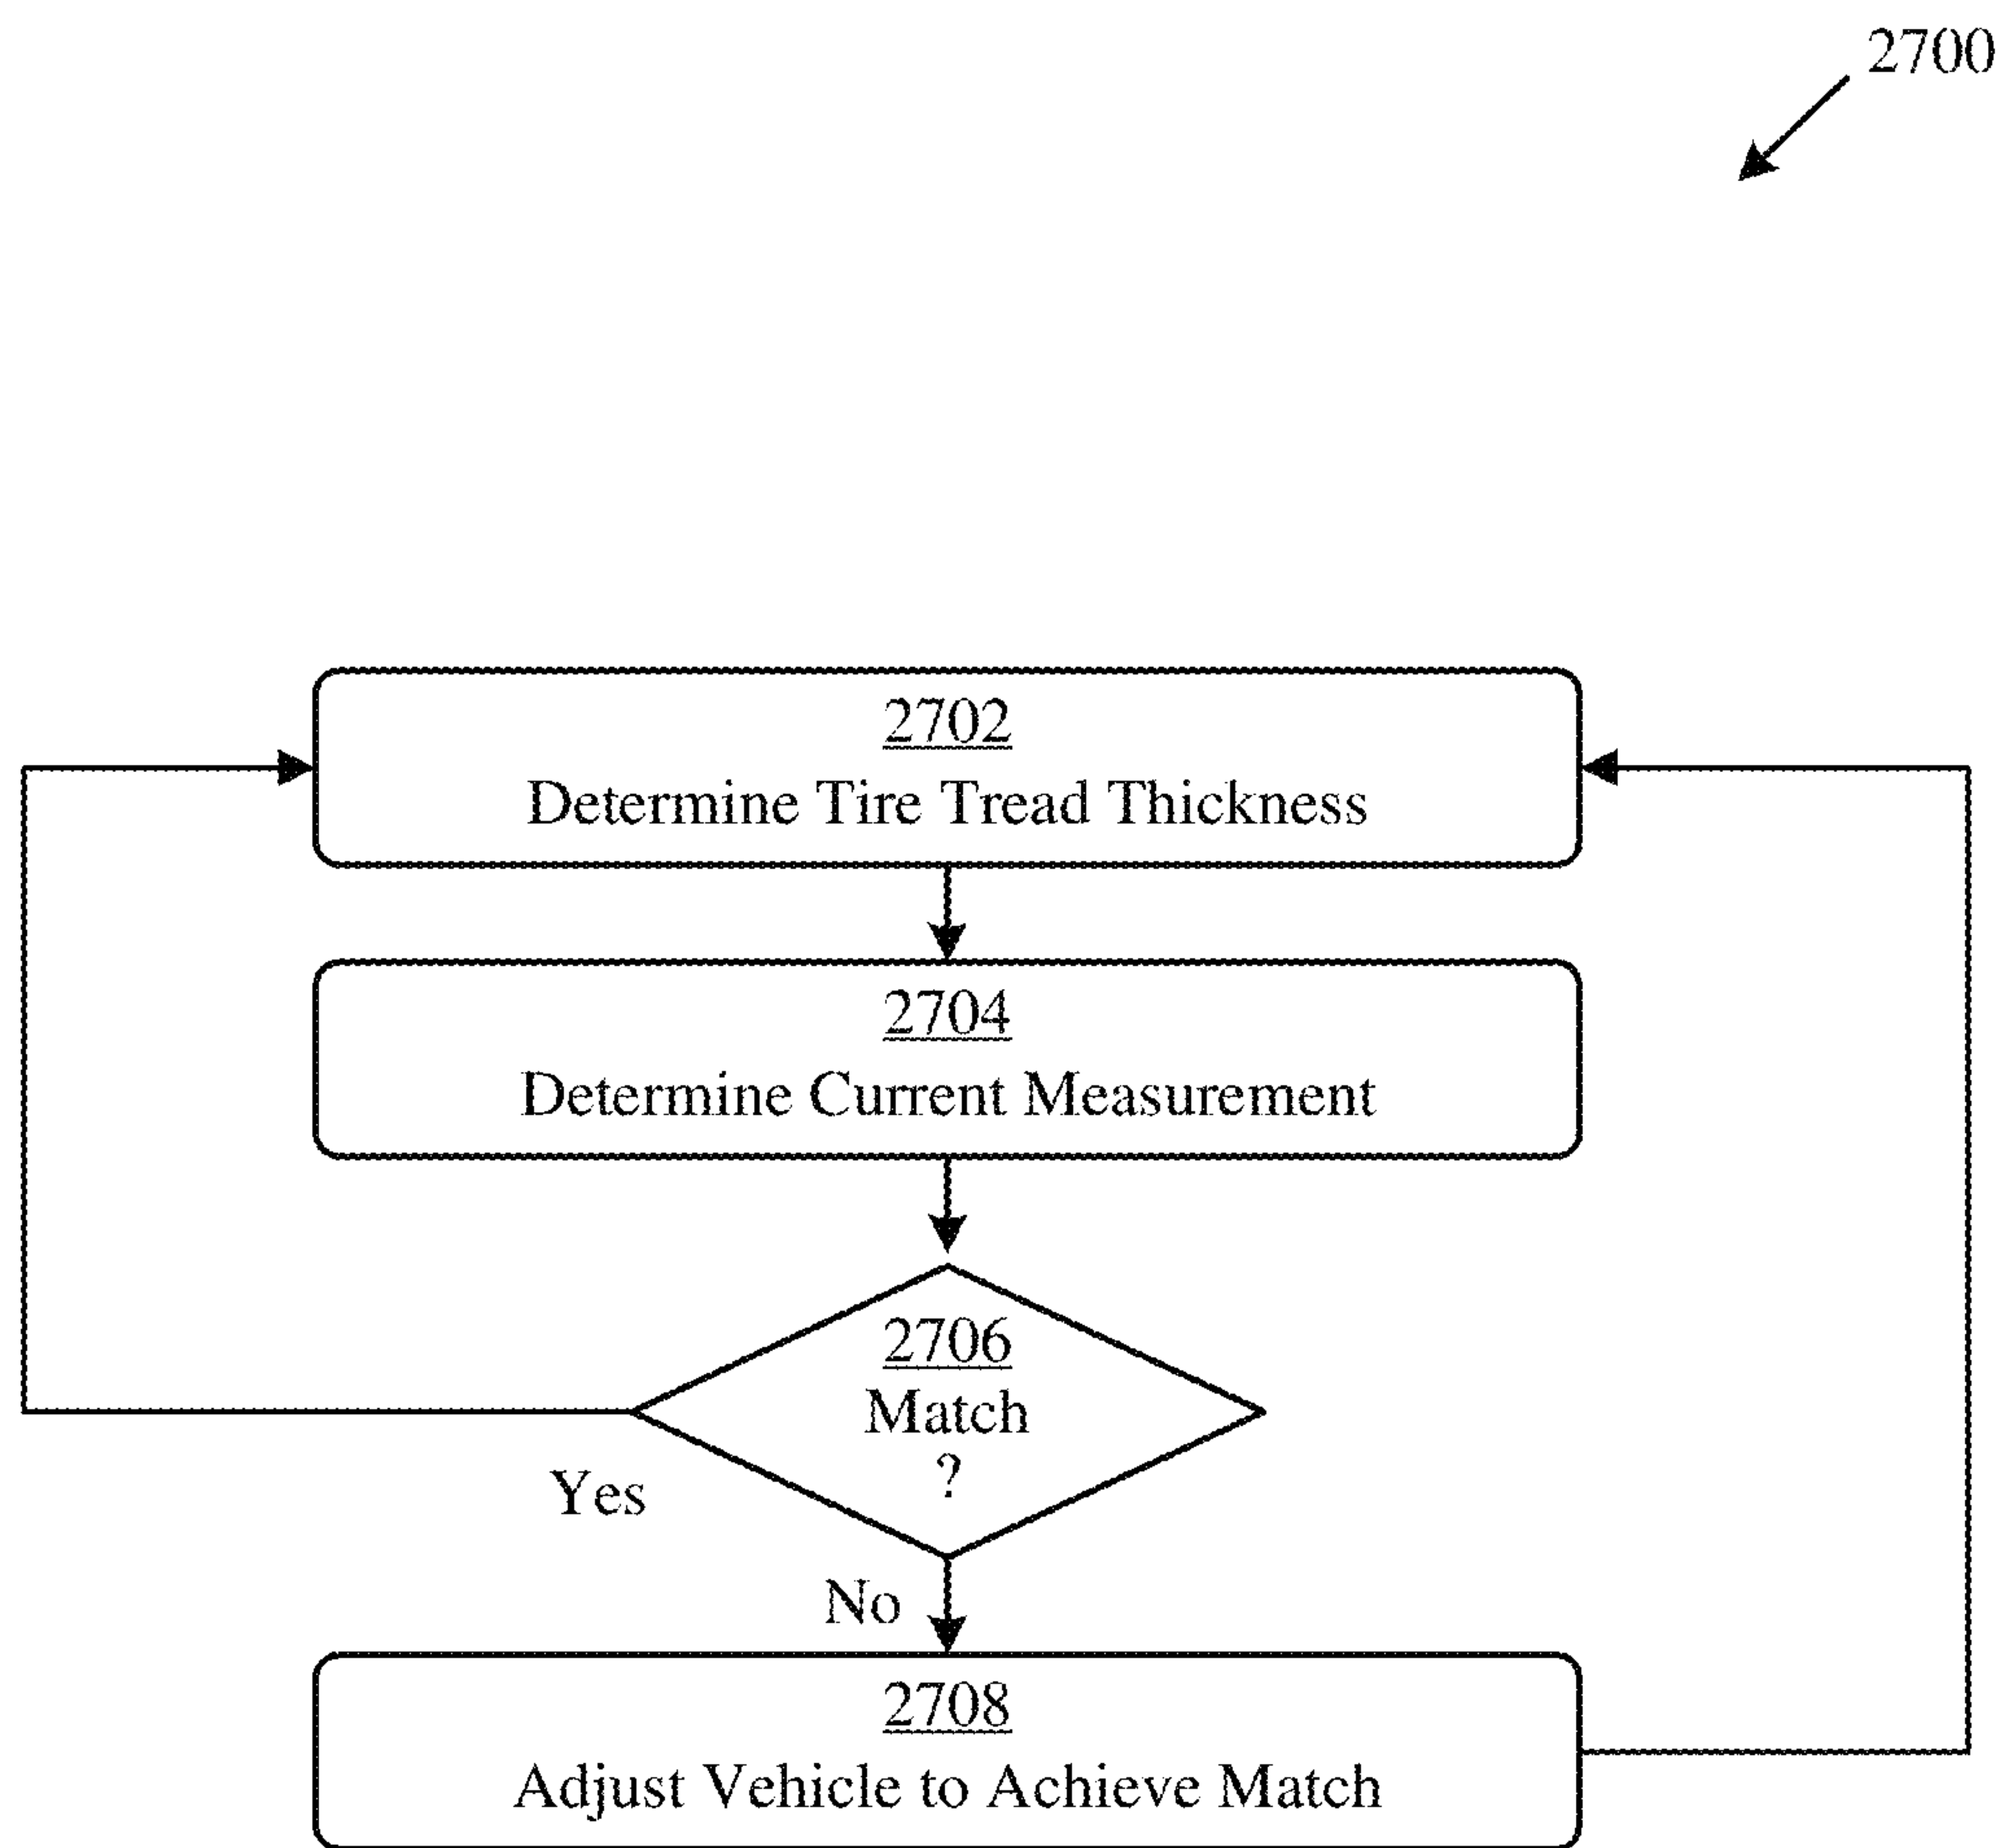 2700
2702
Determine Tire Tread Thickness
2704
Determine Current Measurement
2706
Match
?
Yes
No
2708
Adjust Vehicle to Achieve Match